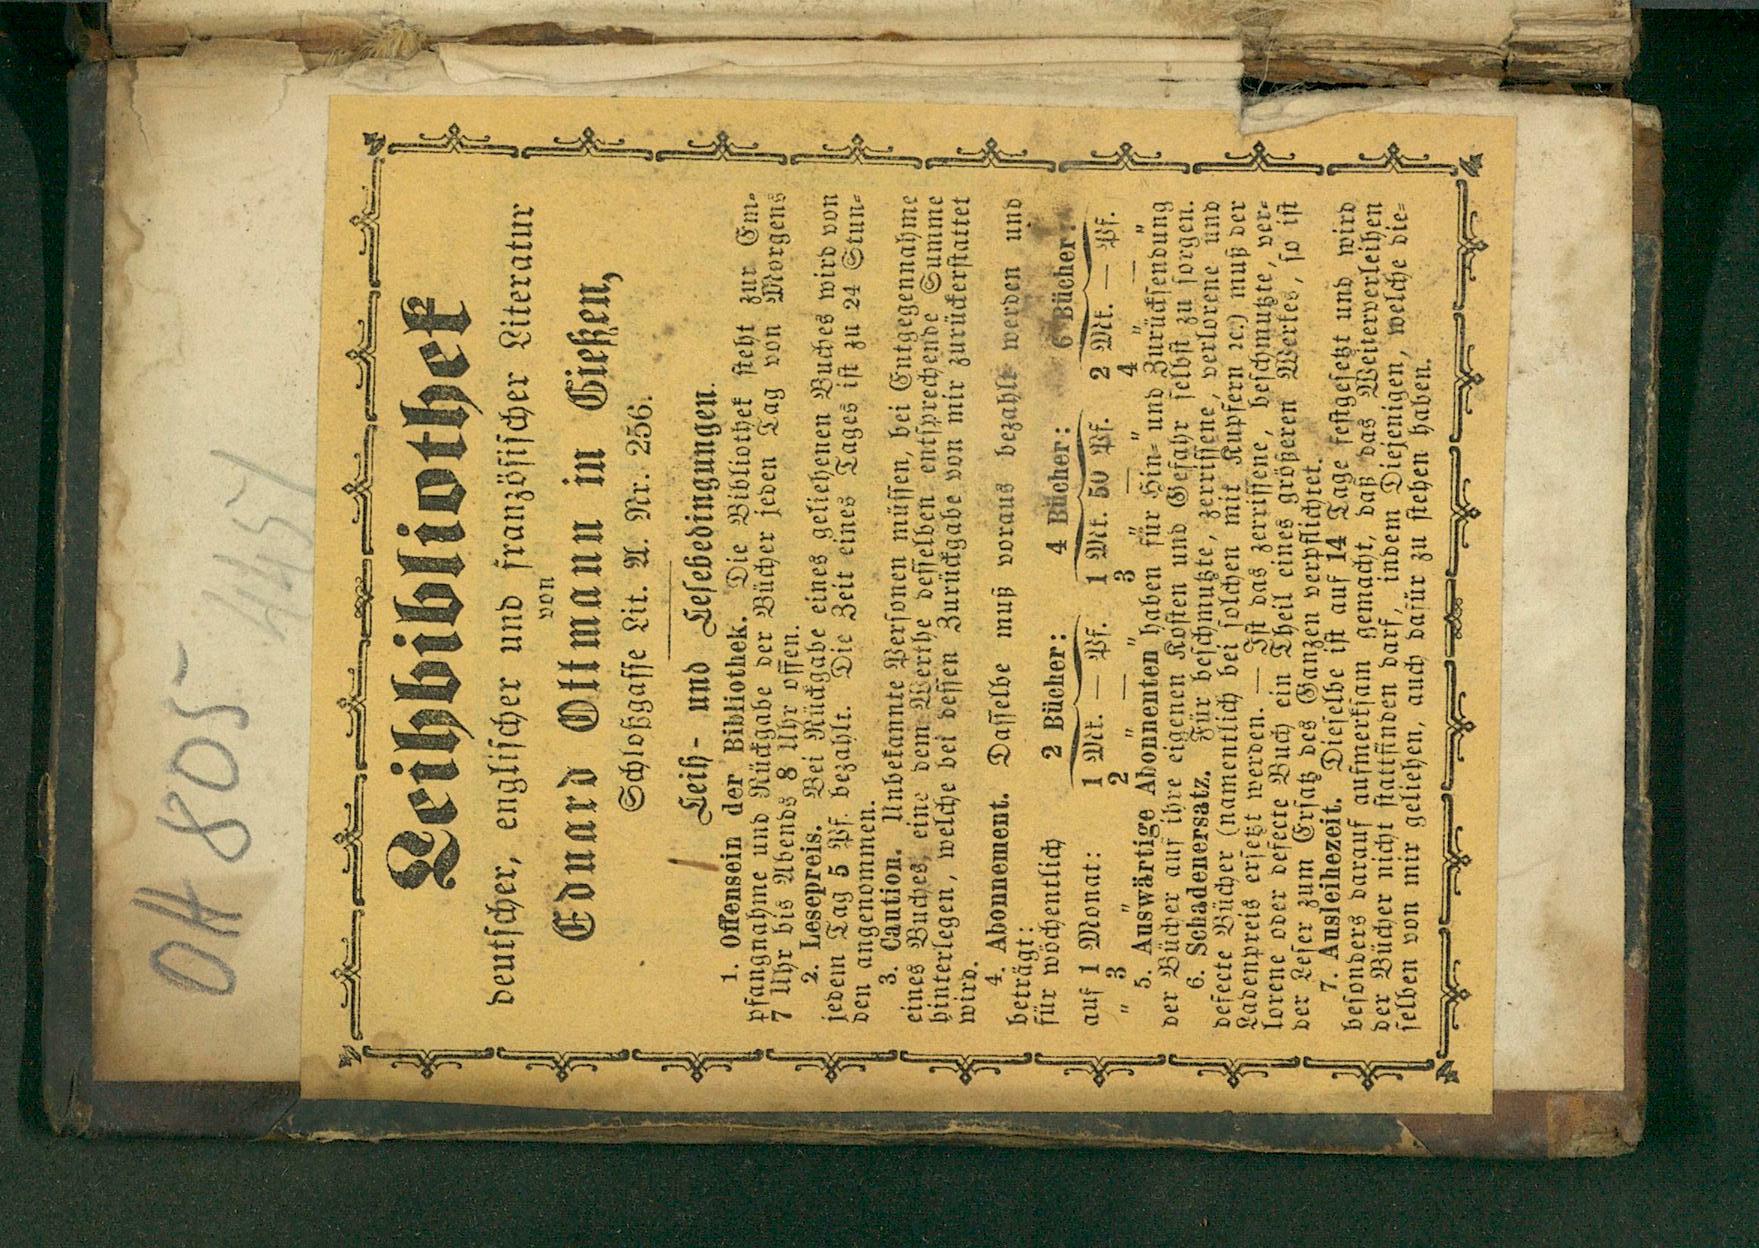 OH 805
4457
Leihbibliothek
deutscher, englischer und französischer Literatur
von
Eduard Ottmann in Gießen,
Schloßgasse Lit. A. Nr. 256.
Leih- und Lesebedingungen.
1. Offensein der Bibliothek. Die Bibliothek steht zur Em-
pfangnahme und Rückgabe der Bücher jeden Tag von Morgens
7 Uhr bis Abends 8 Uhr offen.
2. Lesepreis. Bei Rückgabe eines geliehenen Buches wird von
jedem Tag 5 Pf. bezahlt. Die Zeit eines Tages ist zu 24 Stun-
den angenommen.
3. Caution. Unbekannte Personen müssen, bei Entgegennahme
eines Buches, eine dem Werthe desselben entsprechende Summe
hinterlegen, welche bei dessen Zurückgabe von mir zurückerstattet
wird.
4. Abonnement. Dasselbe muß voraus bezahlt werden und
beträgt:
für wöchentlich 2 Bücher: 4 Bücher: 6 Bücher:
auf 1 Monat: 1 Mk. — Pf. 1 Mk. 50 Pf. 2 Mk. — Pf.
„ 3 „ 2 „ — „ 3 „ — „ 4 „ — „
5. Auswärtige Abonnenten haben für Hin- und Zurücksendung
der Bücher auf ihre eigenen Kosten und Gefahr selbst zu sorgen.
6. Schadenersatz. Für beschmutzte, zerrissene, verlorene und
defecte Bücher (namentlich bei solchen mit Kupfern ꝛc.) muß der
Ladenpreis ersetzt werden. — Ist das zerrissene, beschmutzte, ver-
lorene oder defecte Buch ein Theil eines größeren Werkes, so ist
der Leser zum Ersatz des Ganzen verpflichtet.
7. Ausleihezeit. Dieselbe ist auf 14 Tage festgesetzt und wird
besonders darauf aufmerksam gemacht, daß das Weiterverleihen
der Bücher nicht stattfinden darf, indem Diejenigen, welche die-
selben von mir geliehen, auch dafür zu stehen haben.